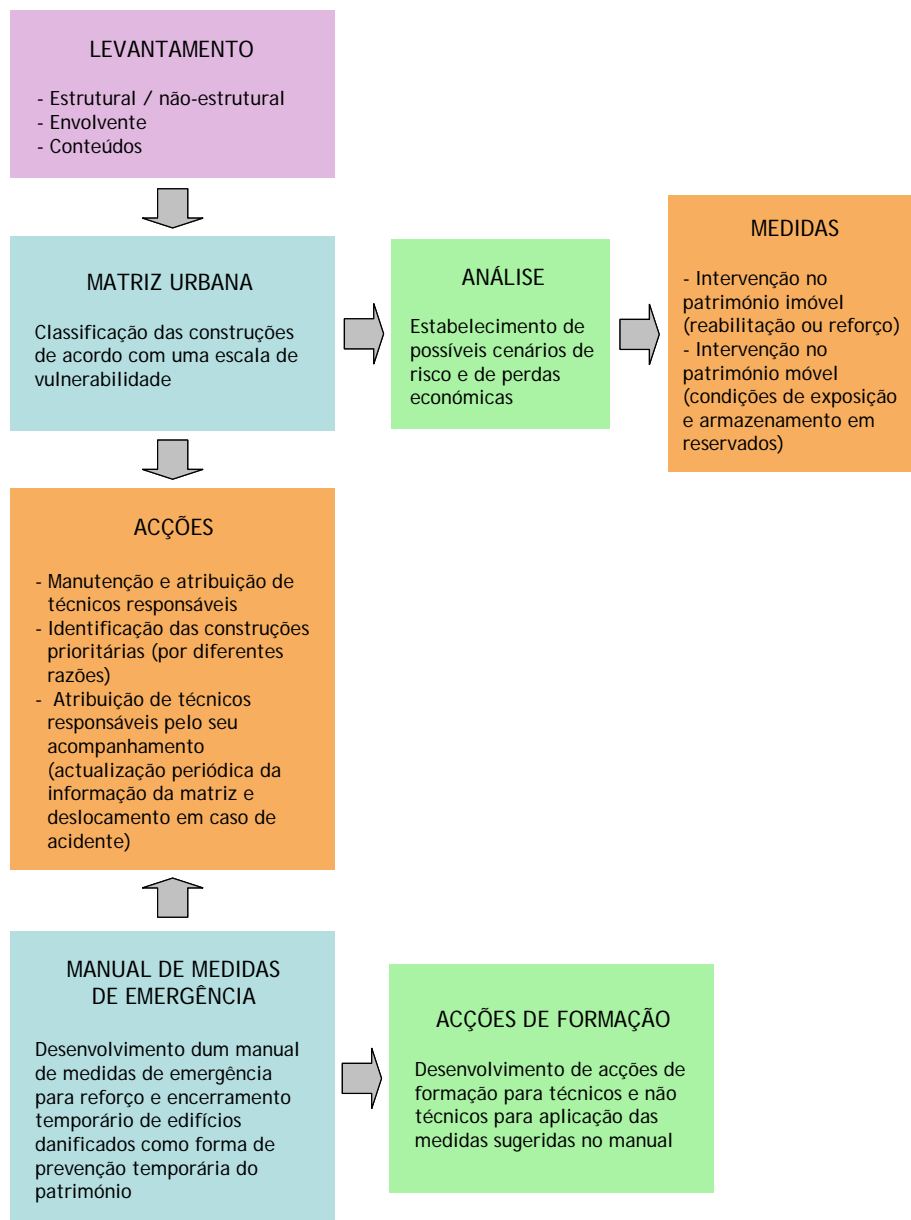 LEVANTAMENTO
- Estrutural / não-estrutural
- Envolvente
- Conteúdos
MATRIZ URBANA
Classificação das construções
de acordo com uma escala de
vulnerabilidade
ANÁLISE
Estabelecimento de
possíveis cenários de
risco e de perdas
económicas
MEDIDAS
- Intervenção no
património imóvel
(reabilitação ou reforço)
- Intervenção no
património móvel
(condições de exposição
e armazenamento em
reservados)
ACÇÕES
- Manutenção e atribuição de
técnicos responsáveis
- Identificação das construções
prioritárias (por diferentes
razões)
- Atribuição de técnicos
responsáveis pelo seu
acompanhamento
(actualização periódica da
informação da matriz e
deslocamento em caso de
acidente)
MANUAL DE MEDIDAS
DE EMERGÊNCIA
Desenvolvimento dum manual
de medidas de emergência
para reforço e encerramento
temporário de edifícios
danificados como forma de
prevenção temporária do
património
ACÇÕES DE FORMAÇÃO
Desenvolvimento de acções de
formação para técnicos e não
técnicos para aplicação das
medidas sugeridas no manual